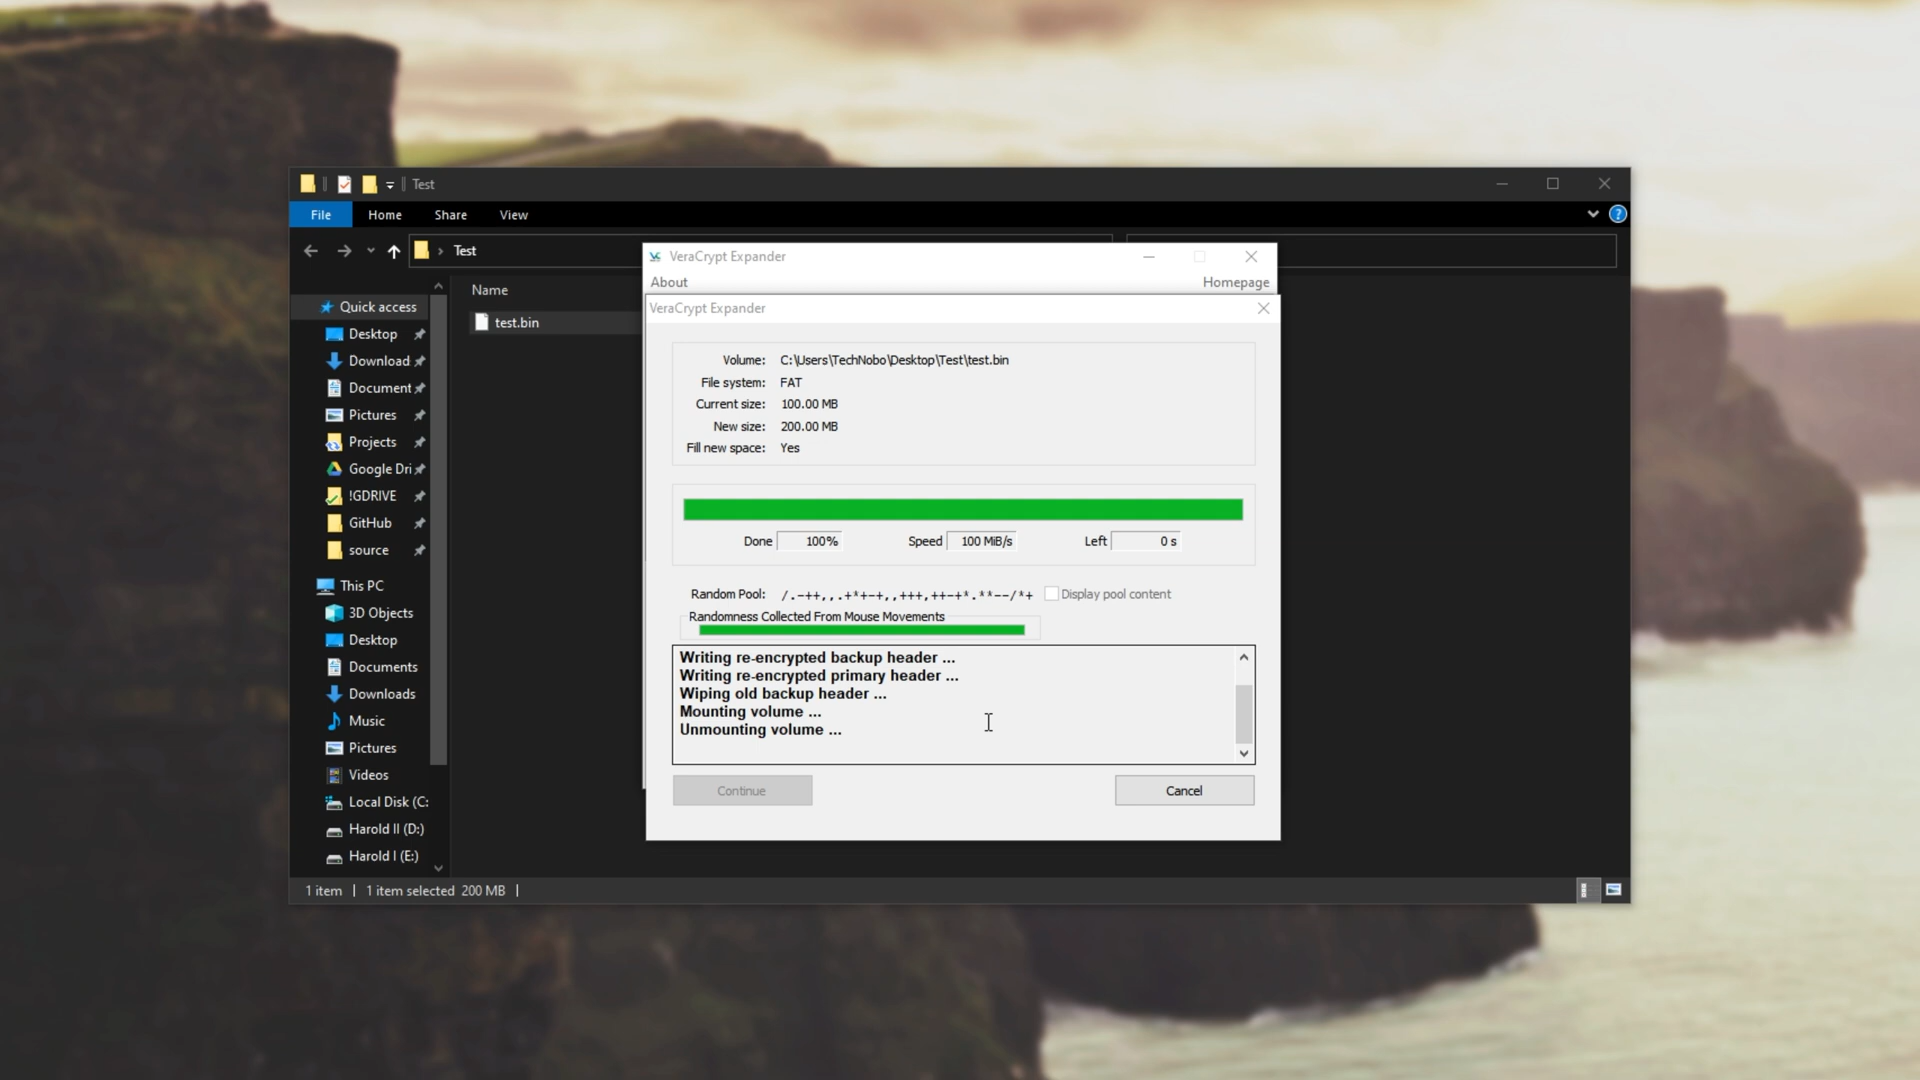 Test
File Home Share View
Test
Name
test.bin
Quick access
Desktop
Download
Document
Pictures
Projects
Google Dri
!GDRIVE
GitHub
source
This PC
3D Objects
Desktop
Documents
Downloads
Music
Pictures
Videos
Local Disk (C:
Harold II (D:)
Harold I (E:)
1 item 1 item selected 200 MB
VeraCrypt Expander
About Homepage
VeraCrypt Expander
Volume: C:\Users\TechNobo\Desktop\Test\test.bin
File system: FAT
Current size: 100.00 MB
New size: 200.00 MB
Fill new space: Yes
Done 100% Speed 100 MiB/s Left 0 s
Random Pool: /.-++,,.+*+-+,,+++,++-+*.**--/*+ Display pool content
Randomness Collected From Mouse Movements
Writing re-encrypted backup header ...
Writing re-encrypted primary header ...
Wiping old backup header ...
Mounting volume ...
Unmounting volume ...
Continue Cancel